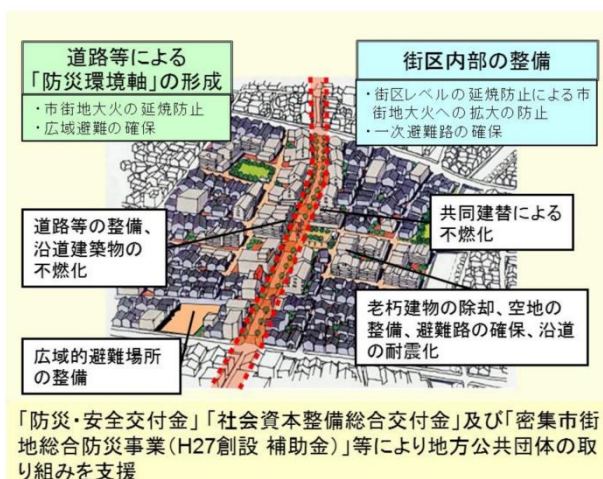 道路等による
「防災環境軸」の形成
・市街地大火の延焼防止
・広域避難の確保
街区内部の整備
・街区レベルの延焼防止による市
街地大火への拡大の防止
・一次避難路の確保
道路等の整備、
沿道建築物の
不燃化
共同建替による
不燃化
広域的避難場所
の整備
老朽建物の除却、空地の
整備、避難路の確保、沿道
の耐震化
「防災・安全交付金」「社会資本整備総合交付金」及び「密集市街
地総合防災事業(H27創設 補助金)」等により地方公共団体の取
り組みを支援